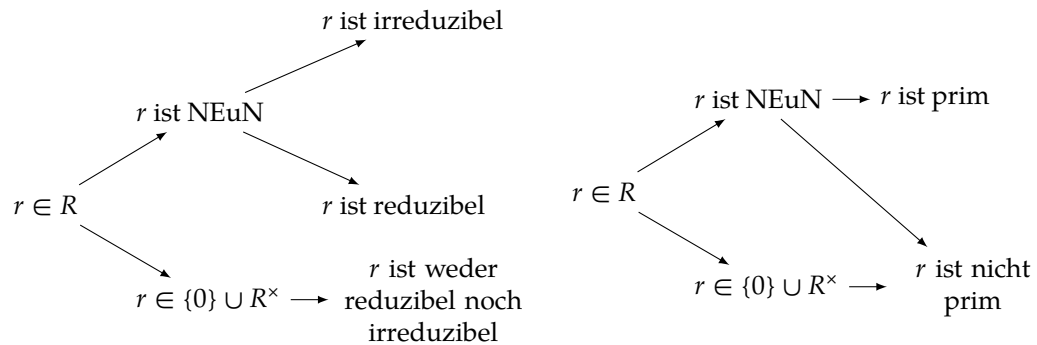 r ist irreduzibel
r ist NEuN
r ∈ R
r ist reduzibel
r ∈ {0} ∪ R×
r ist weder
reduzibel noch
irreduzibel
r ist NEuN
r ist prim
r ∈ R
r ∈ {0} ∪ R×
r ist nicht
prim